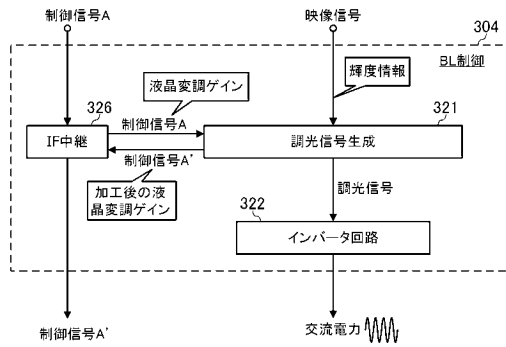 制御信号A
映像信号
304
BL制御
輝度情報
液晶変調ゲイン
326
制御信号A
321
IF中継
調光信号生成
制御信号A'
加工後の液
晶変調ゲイン
調光信号
322
インバータ回路
制御信号A'
交流電力